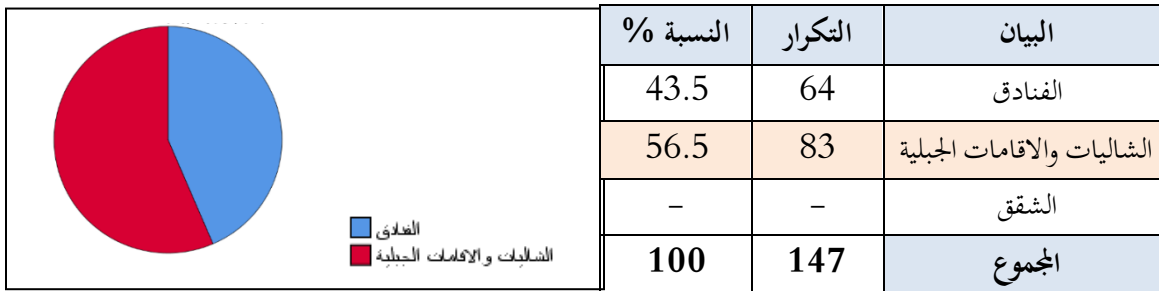 البيان التكرار النسبة %
الفنادق 64 43.5
الشاليات والاقامات الجبلية 83 56.5
الشقق – –
المجموع 147 100
الفنادق
الشاليات و الاقامات الجبلية